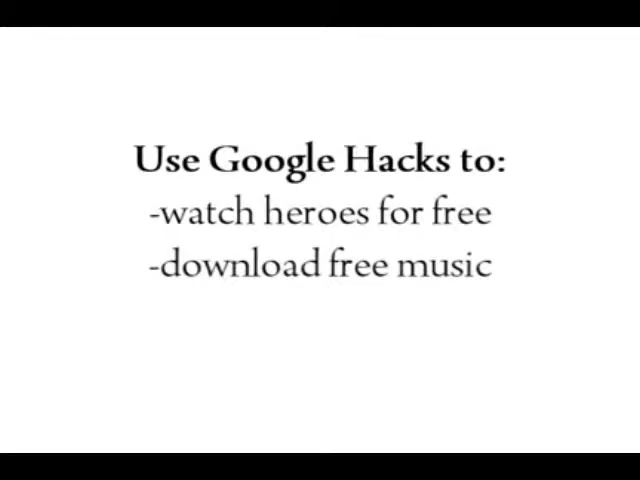 Use Google Hacks to:
-watch heroes for free
-download free music